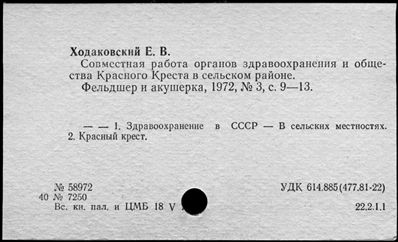 Ходаковский Е. В.
Совместная работа органов здравоохранения и обще-
ства Красного Креста в сельском районе.
Фельдшер и акушерка, 1972, № 3, с. 9—13.
— — 1. Здравоохранение в СССР — В сельских местностях.
2. Красный крест.
№ 58972
40 № 7250
Вс. кн. пал. и ЦМБ 18 V
УДК 614.885(477.81-22)
22.2.1.1